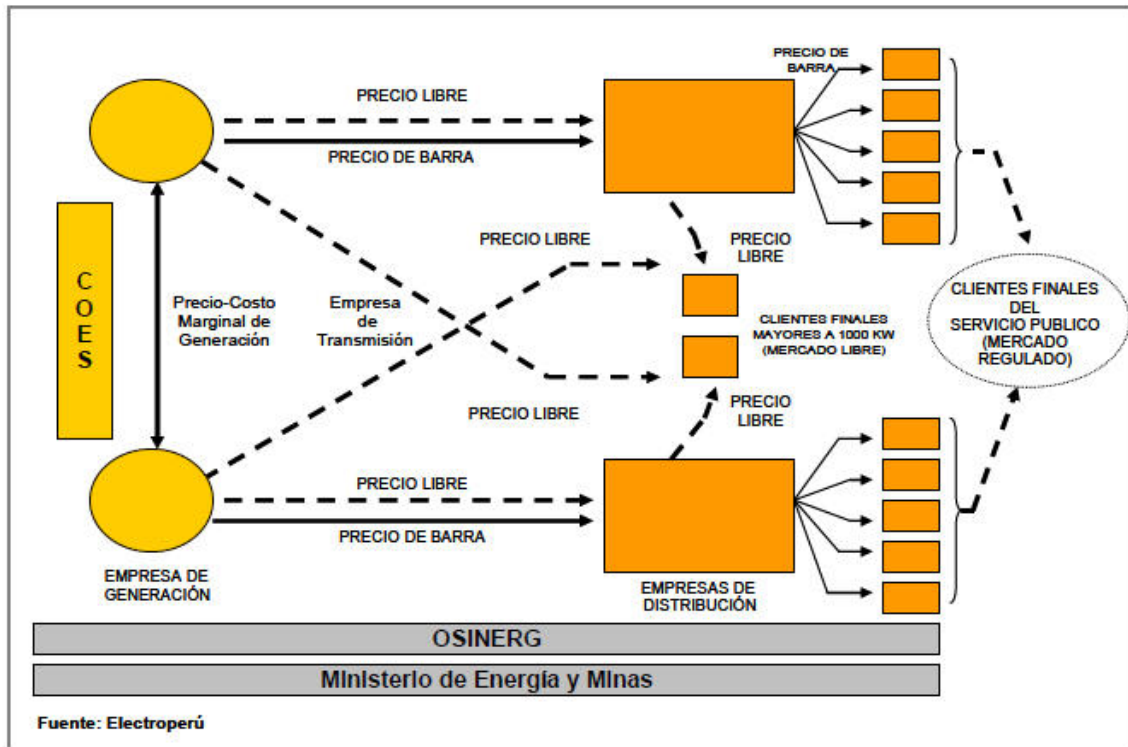 PRECIO DE
BARRA
PRECIO LIBRE
PRECIO DE BARRA
PRECIO LIBRE
PRECIO
LIBRE
C
O
E
S
Precio-Costo
Marginal de
Generación
Empresa
de
Transmisión
CLIENTES FINALES
MAYORES A 1000 KW
(MERCADO LIBRE)
CLIENTES FINALES
DEL
SERVICIO PUBLICO
(MERCADO
REGULADO)
PRECIO LIBRE
PRECIO
LIBRE
PRECIO LIBRE
PRECIO DE BARRA
EMPRESA DE
GENERACIÓN
EMPRESAS DE
DISTRIBUCIÓN
OSINERG
Ministerio de Energía y Minas
Fuente: Electroperú